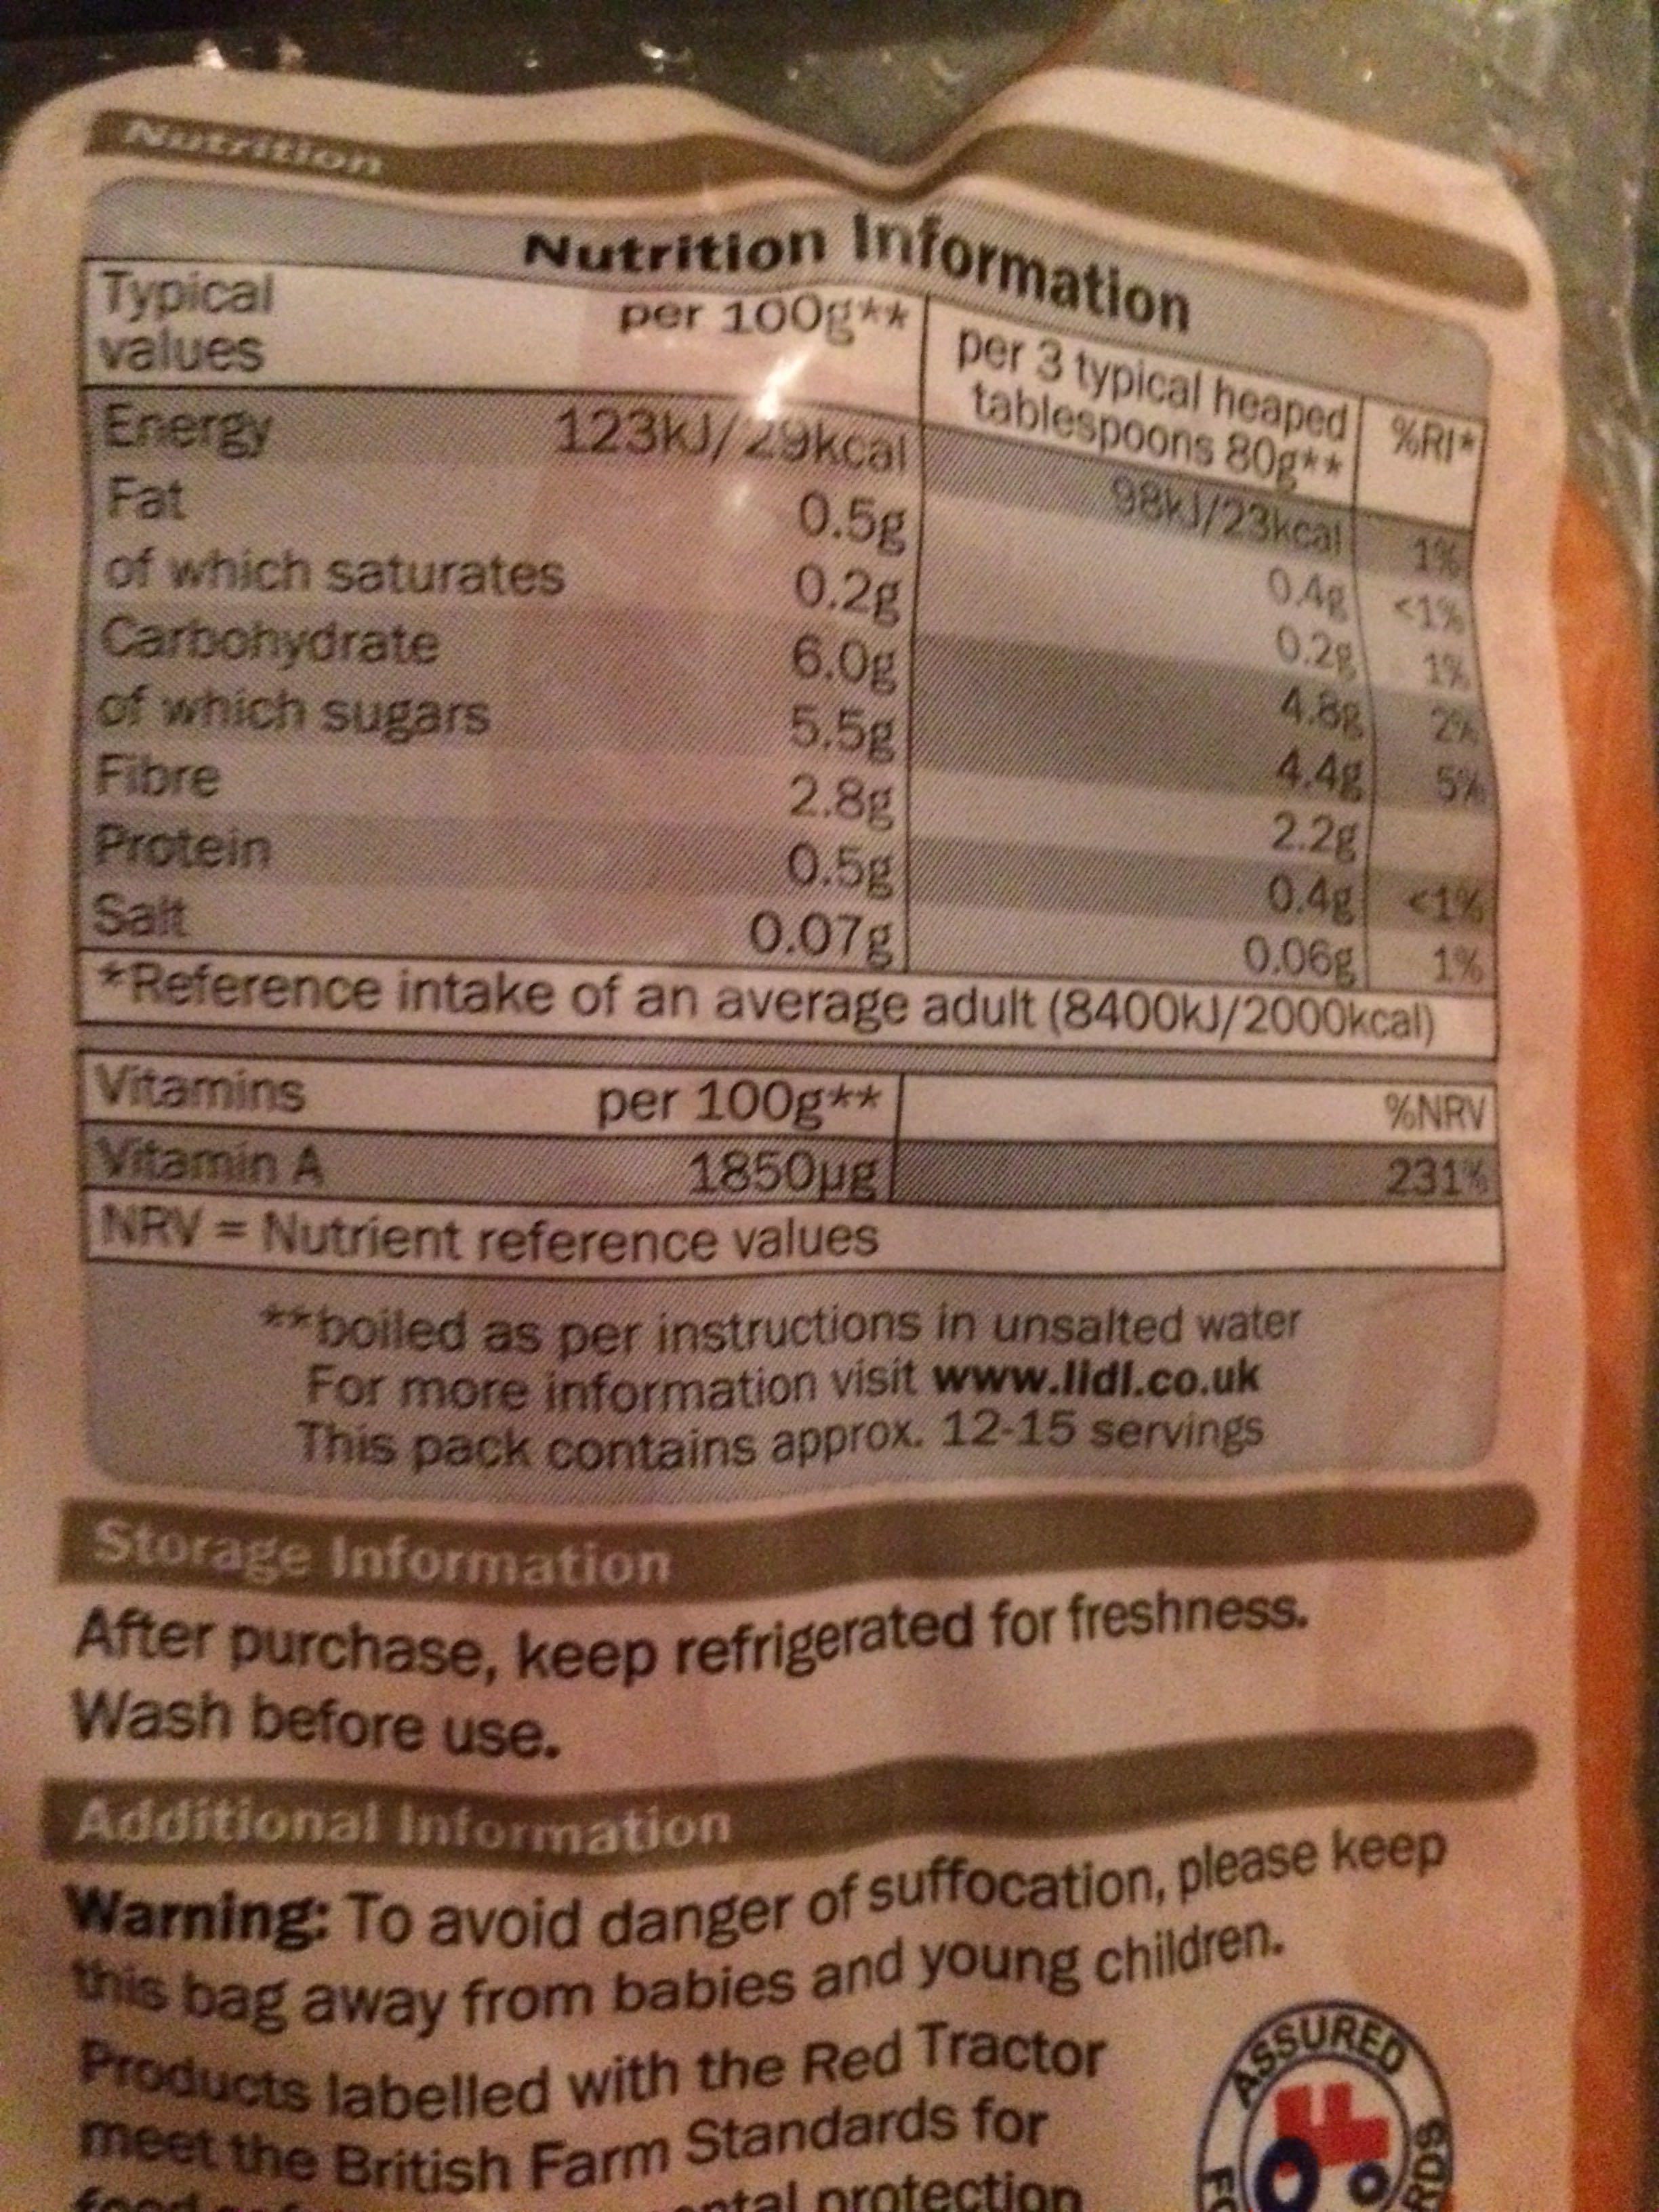 Nutrition
Nutrition Information
Typical values per 100g** per 3 typical heaped tablespoons 80g** %RI*
Energy 123kJ/29kcal 98kJ/23kcal 1%
Fat 0.5g 0.4g <1%
of which saturates 0.2g 0.2g 1%
Carbohydrate 6.0g 4.8g 2%
of which sugars 5.5g 4.4g 5%
Fibre 2.8g 2.2g
Protein 0.5g 0.4g <1%
Salt 0.07g 0.06g 1%
*Reference intake of an average adult (8400kJ/2000kcal)
Vitamins per 100g** %NRV
Vitamin A 1850µg 231%
NRV = Nutrient reference values
**boiled as per instructions in unsalted water
For more information visit www.lidl.co.uk
This pack contains approx. 12-15 servings
Storage Information
After purchase, keep refrigerated for freshness.
Wash before use.
Additional Information
Warning: To avoid danger of suffocation, please keep
this bag away from babies and young children.
Products labelled with the Red Tractor
meet the British Farm Standards for
food protection
ASSURED